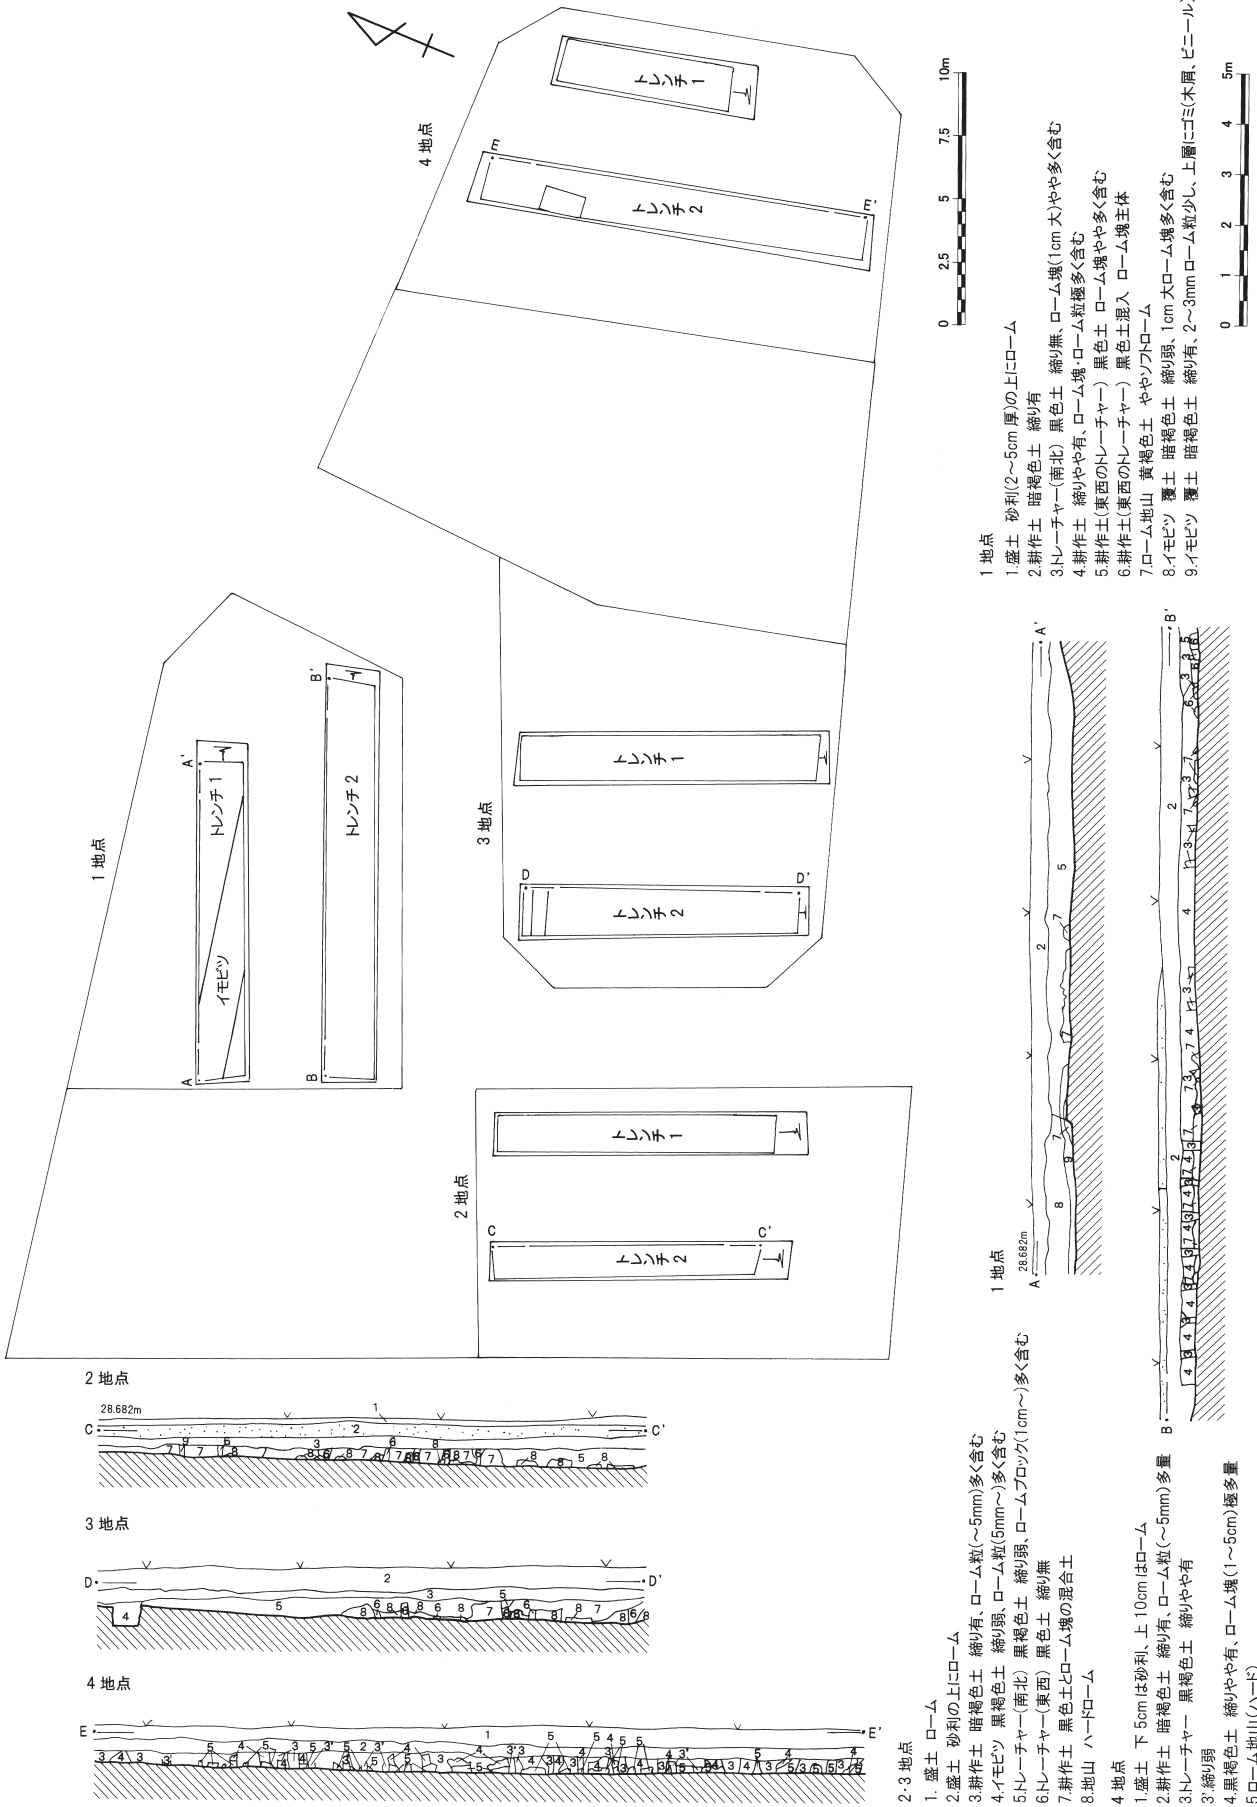 4 地点
トレンチ 1
E
トレンチ 2
E'
1 地点
A'
トレンチ 1
イモビツ
A
B'
トレンチ 2
B
3 地点
トレンチ 1
D
トレンチ 2
D'
2 地点
トレンチ 1
C
トレンチ 2
C'
0 2.5 5 7.5 10m
1 地点
1.盛土 砂利(2～5cm 厚)の上にローム
2.耕作土 暗褐色土 締り有
3.トレーチャー(南北) 黒色土 締り無、ローム塊(1cm 大)やや多く含む
4.耕作土 締りやや有、ローム塊・ローム粒極多く含む
5.耕作土(東西のトレーチャー) 黒色土 ローム塊やや多く含む
6.耕作土(東西のトレーチャー) 黒色土混入 ローム塊主体
7.ローム地山 黄褐色土 ややソフトローム
8.イモビツ 覆土 暗褐色土 締り弱、1cm 大ローム塊多く含む
9.イモビツ 覆土 暗褐色土 締り有、2～3mm ローム粒少し、上層にゴミ(木屑、ビニール)
0 1 2 3 4 5m
1 地点
28.682m
A
A'
2
5
7
7
7
9
8
B
B'
2
2
2 地点
28.682m
C
C'
1
2
3 地点
D
D'
2
3
4
5
4 地点
E
E'
1
2･3 地点
1. 盛土 ローム
2.盛土 砂利の上にローム
3.耕作土 暗褐色土 締り有、ローム粒(～5mm)多く含む
4.イモビツ 黒褐色土 締り弱、ローム粒(5mm～)多く含む
5.トレーチャー(南北) 黒褐色土 締り弱、ロームブロック(1cm～)多く含む
6.トレーチャー(東西) 黒色土 締り無
7.耕作土 黒色土とローム塊の混合土
8.地山 ハードローム
4 地点
1.盛土 下 5cm は砂利、上 10cm はローム
2.耕作土 暗褐色土 締り有、ローム粒(～5mm)多量
3.トレーチャー 黒褐色土 締りやや有
3'締り弱
4.黒褐色土 締りやや有、ローム塊(1～5cm)極多量
5.ローム地山(ハード)